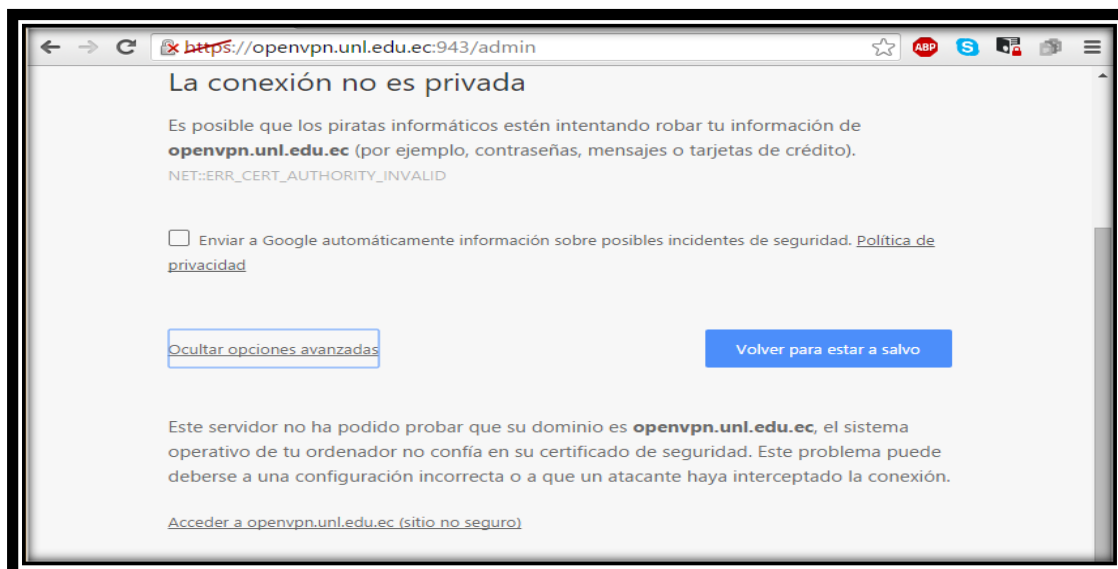 https://openvpn.unl.edu.ec:943/admin
ABP
La conexión no es privada
Es posible que los piratas informáticos estén intentando robar tu información de
openvpn.unl.edu.ec (por ejemplo, contraseñas, mensajes o tarjetas de crédito).
NET::ERR_CERT_AUTHORITY_INVALID
Enviar a Google automáticamente información sobre posibles incidentes de seguridad. Política de
privacidad
Ocultar opciones avanzadas
Volver para estar a salvo
Este servidor no ha podido probar que su dominio es openvpn.unl.edu.ec, el sistema
operativo de tu ordenador no confía en su certificado de seguridad. Este problema puede
deberse a una configuración incorrecta o a que un atacante haya interceptado la conexión.
Acceder a openvpn.unl.edu.ec (sitio no seguro)